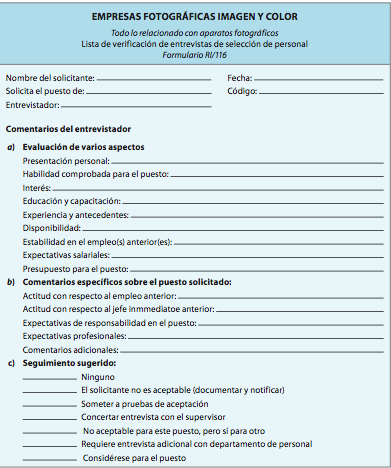 EMPRESAS FOTOGRÁFICAS IMAGEN Y COLOR
Todo lo relacionado con aparatos fotográficos
Lista de verificación de entrevistas de selección de personal
Formulario RI/116
Nombre del solicitante: Fecha:
Solicita el puesto de: Código:
Entrevistador:
Comentarios del entrevistador
a) Evaluación de varios aspectos
Presentación personal:
Habilidad comprobada para el puesto:
Interés:
Educación y capacitación:
Experiencia y antecedentes:
Disponibilidad:
Estabilidad en el empleo(s) anterior(es):
Expectativas salariales:
Presupuesto para el puesto:
b) Comentarios específicos sobre el puesto solicitado:
Actitud con respecto al empleo anterior:
Actitud con respecto al jefe inmmediatoe anterior:
Expectativas de responsabilidad en el puesto:
Expectativas profesionales:
Comentarios adicionales:
c) Seguimiento sugerido:
Ninguno
El solicitante no es aceptable (documentar y notificar)
Someter a pruebas de aceptación
Concertar entrevista con el supervisor
No aceptable para este puesto, pero sí para otro
Requiere entrevista adicional con departamento de personal
Considérese para el puesto